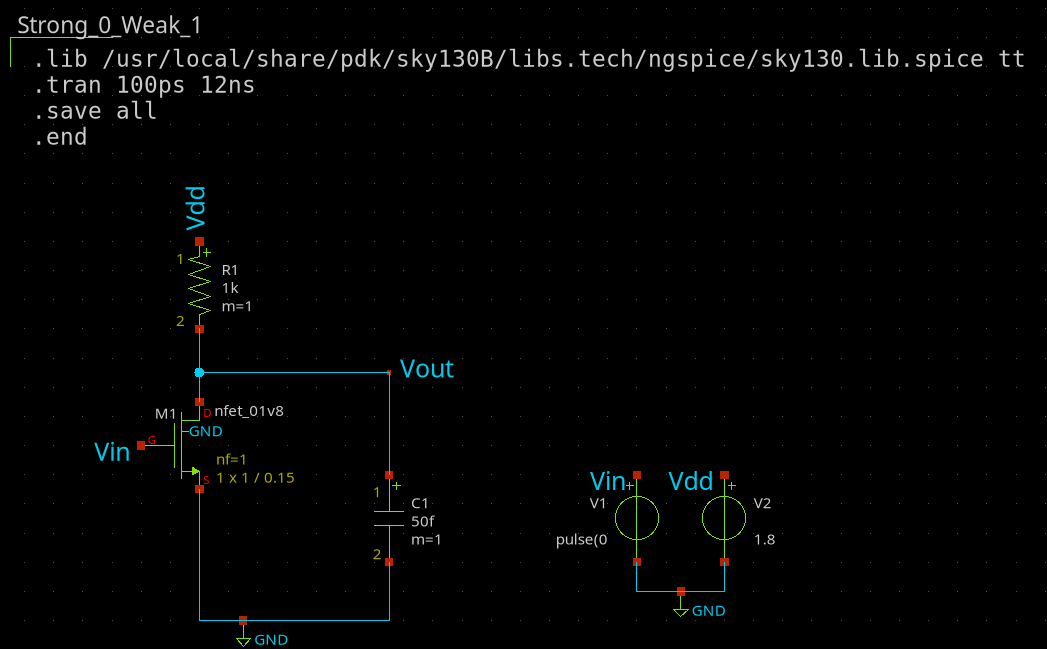 Strong_0_Weak_1
.lib /usr/local/share/pdk/sky130B/libs.tech/ngspice/sky130.lib.spice tt
.tran 100ps 12ns
.save all
.end
Vdd
1
+
R1
1k
m=1
2
Vout
M1
D
nfet_01v8
GND
Vin
G
nf=1
1 x 1 / 0.15
S
1
+
C1
50f
m=1
2
GND
Vin
+
V1
pulse(0
Vdd
+
V2
1.8
GND